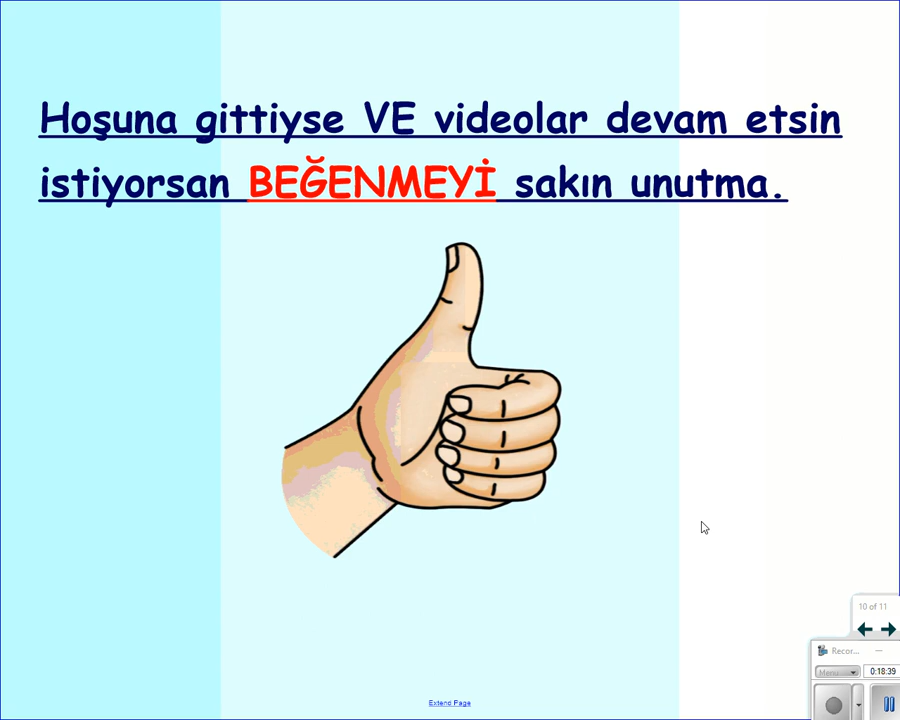 Hoşuna gittiyse VE videolar devam etsin
istiyorsan BEĞENMEYİ sakın unutma.
10 of 11
Recor...
Menu
0:18:39
Extend Page